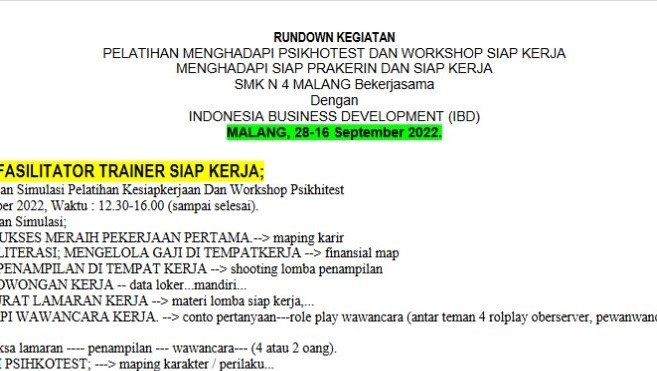 RUNDOWN KEGIATAN
PELATIHAN MENGHADAPI PSIKHOTEST DAN WORKSHOP SIAP KERJA
MENGHADAPI SIAP PRAKERIN DAN SIAP KERJA
SMK N 4 MALANG Bekerjasama
Dengan
INDONESIA BUSINESS DEVELOPMENT (IBD)
MALANG, 28-16 September 2022.
FASILITATOR TRAINER SIAP KERJA;
an Simulasi Pelatihan Kesiapkerjaan Dan Workshop Psikhitest
ber 2022, Waktu : 12.30-16.00 (sampai selesai).
an Simulasi;
UKSES MERAIH PEKERJAAN PERTAMA.--> maping karir
LITERASI; MENGELOLA GAJI DI TEMPATKERJA --> finansial map
PENAMPILAN DI TEMPAT KERJA --> shooting lomba penampilan
OWONGAN KERJA -- data loker...mandiri...
URAT LAMARAN KERJA --> materi lomba siap kerja,...
PI WAWANCARA KERJA. --> conto pertanyaan---role play wawancara (antar teman 4 rolplay oberserver, pewanwanc
ksa lamaran ---- penampilan --- wawancara--- (4 atau 2 oang).
I PSIHKOTEST; ---> maping karakter / perilaku...